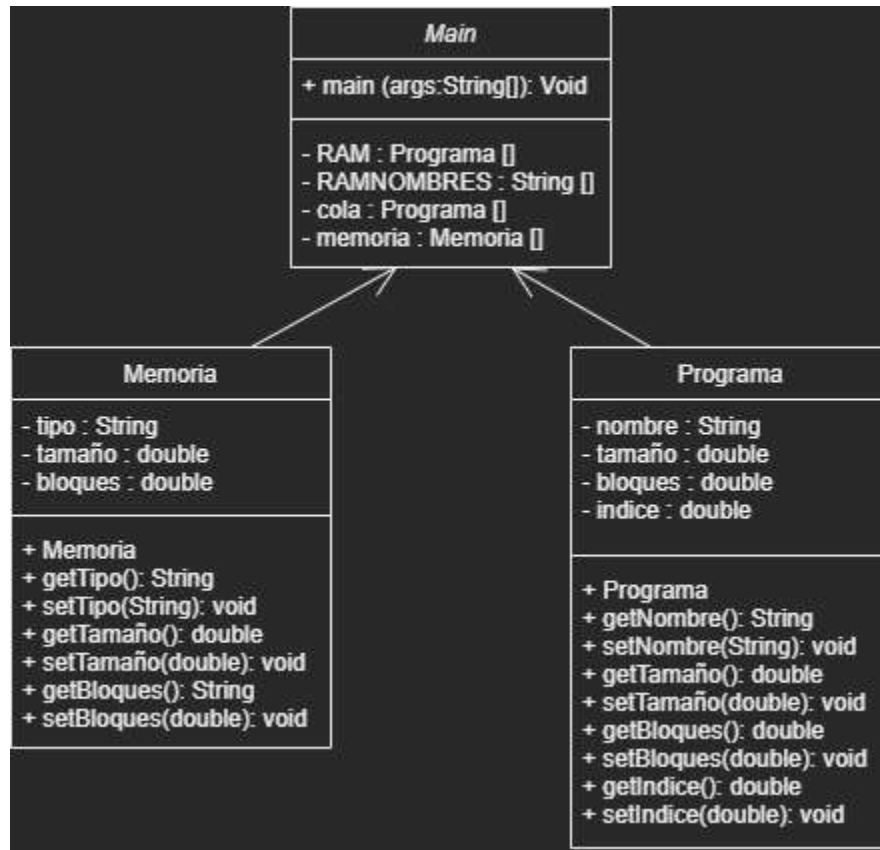 Main
+ main (args:String[]): Void
- RAM : Programa []
- RAMNOMBRES : String []
- cola : Programa []
- memoria : Memoria []
Memoria
- tipo : String
- tamaño : double
- bloques : double
+ Memoria
+ getTipo(): String
+ setTipo(String): void
+ getTamaño(): double
+ setTamaño(double): void
+ getBloques(): String
+ setBloques(double): void
Programa
- nombre : String
- tamaño : double
- bloques : double
- indice : double
+ Programa
+ getNombre(): String
+ setNombre(String): void
+ getTamaño(): double
+ setTamaño(double): void
+ getBloques(): double
+ setBloques(double): void
+ getIndice(): double
+ setIndice(double): void